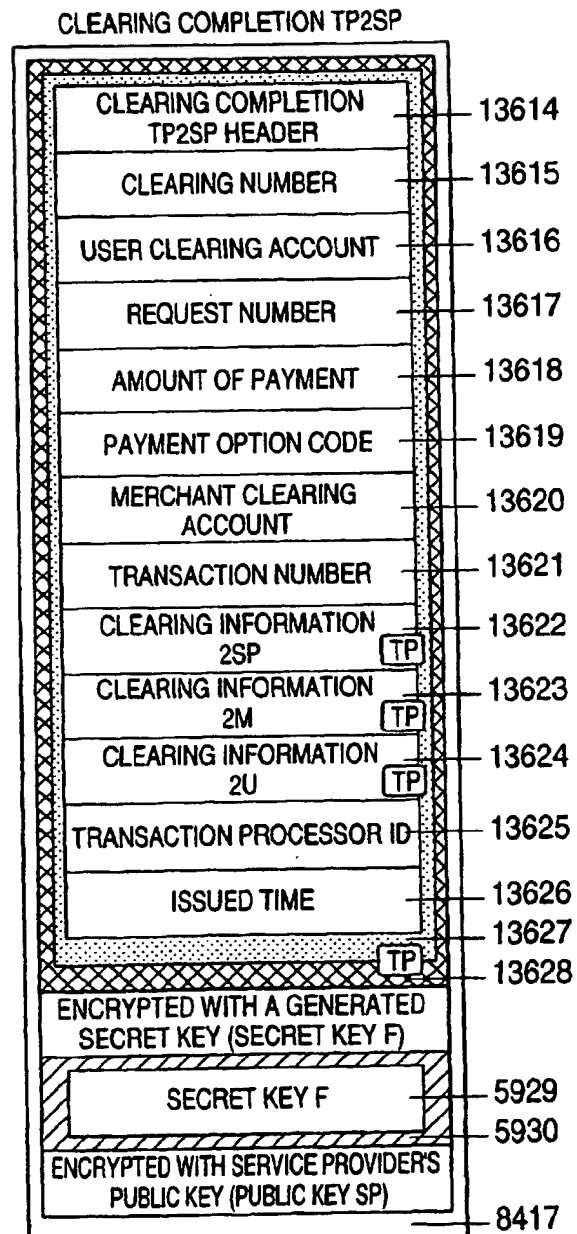 CLEARING COMPLETION TP2SP
CLEARING COMPLETION
TP2SP HEADER
13614
CLEARING NUMBER
13615
USER CLEARING ACCOUNT
13616
REQUEST NUMBER
13617
AMOUNT OF PAYMENT
13618
PAYMENT OPTION CODE
13619
MERCHANT CLEARING
ACCOUNT
13620
TRANSACTION NUMBER
13621
CLEARING INFORMATION
2SP
TP
13622
CLEARING INFORMATION
2M
TP
13623
CLEARING INFORMATION
2U
TP
13624
TRANSACTION PROCESSOR ID
13625
ISSUED TIME
13626
13627
TP
13628
ENCRYPTED WITH A GENERATED
SECRET KEY (SECRET KEY F)
SECRET KEY F
5929
5930
ENCRYPTED WITH SERVICE PROVIDER'S
PUBLIC KEY (PUBLIC KEY SP)
8417